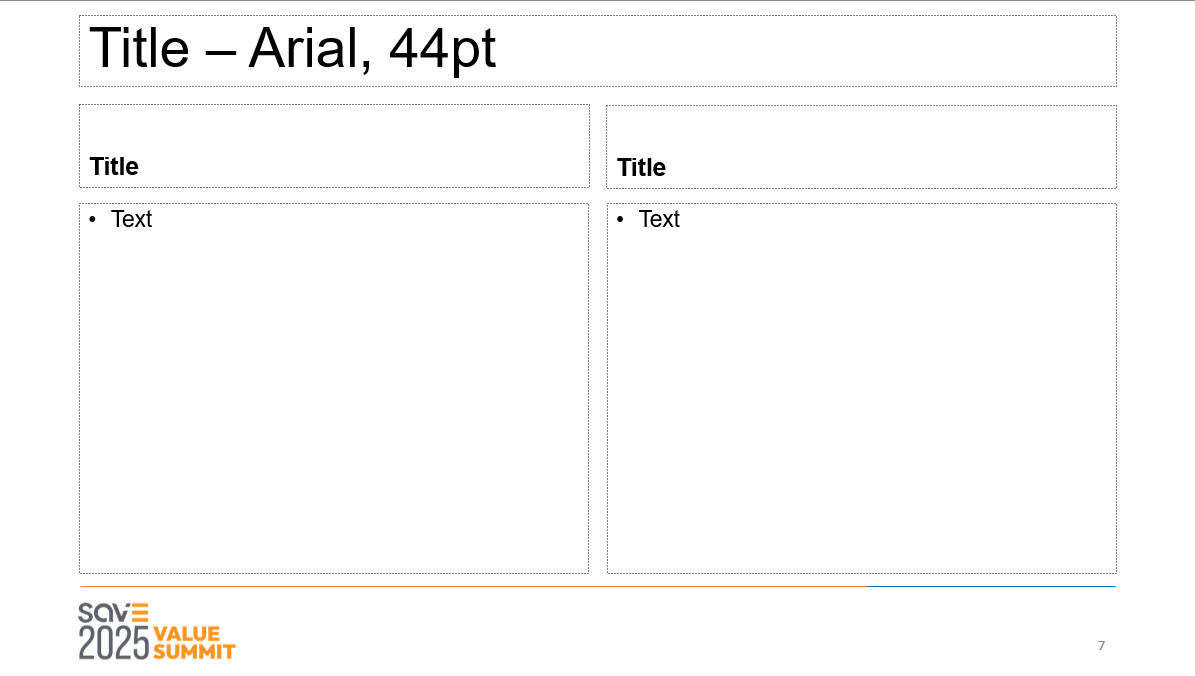 Title – Arial, 44pt
Title
Title
• Text
• Text
save
2025 VALUE
SUMMIT
7